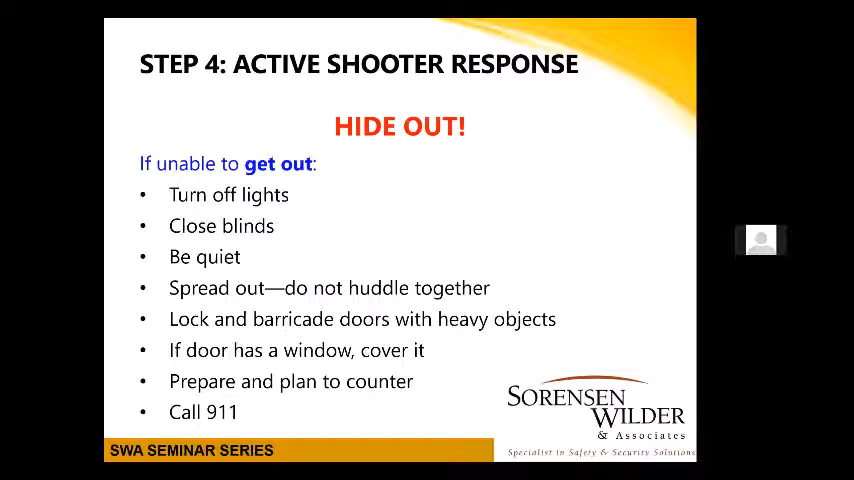 STEP 4: ACTIVE SHOOTER RESPONSE
HIDE OUT!
If unable to get out:
• Turn off lights
• Close blinds
• Be quiet
• Spread out—do not huddle together
• Lock and barricade doors with heavy objects
• If door has a window, cover it
• Prepare and plan to counter
• Call 911
SORENSEN
WILDER
& Associates
Specialist in Safety & Security Solutions
SWA SEMINAR SERIES